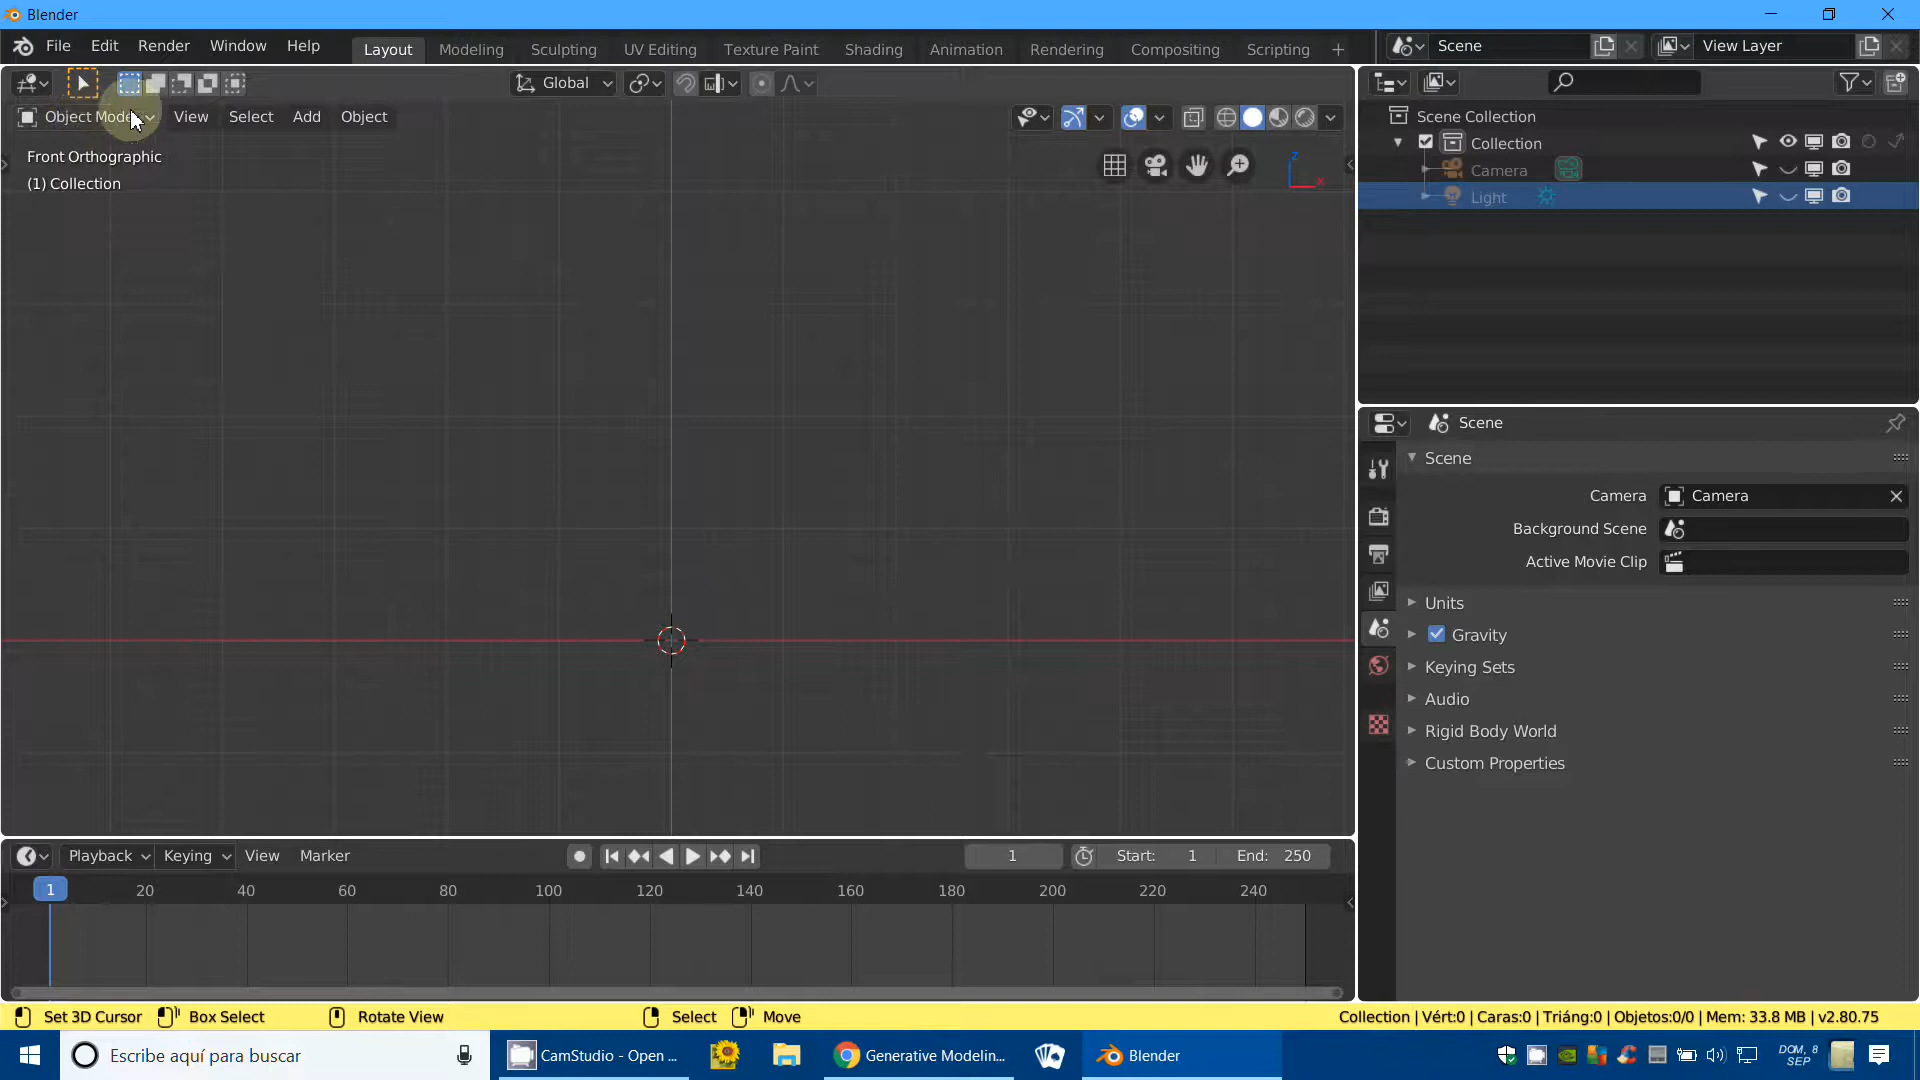 Blender
File Edit Render Window Help Layout Modeling Sculpting UV Editing Texture Paint Shading Animation Rendering Compositing Scripting + Scene View Layer
Global
Object Mode View Select Add Object
Front Orthographic
(1) Collection
z
x
Scene Collection
Collection
Camera
Light
Scene
Scene
Camera Camera
Background Scene
Active Movie Clip
Units
Gravity
Keying Sets
Audio
Rigid Body World
Custom Properties
Playback Keying View Marker 1 Start: 1 End: 250
1 20 40 60 80 100 120 140 160 180 200 220 240
Set 3D Cursor Box Select Rotate View Select Move Collection | Vért:0 | Caras:0 | Triáng:0 | Objetos:0/0 | Mem: 33.8 MB | v2.80.75
Escribe aquí para buscar CamStudio - Open ... Generative Modelin... Blender DOM, 8
SEP